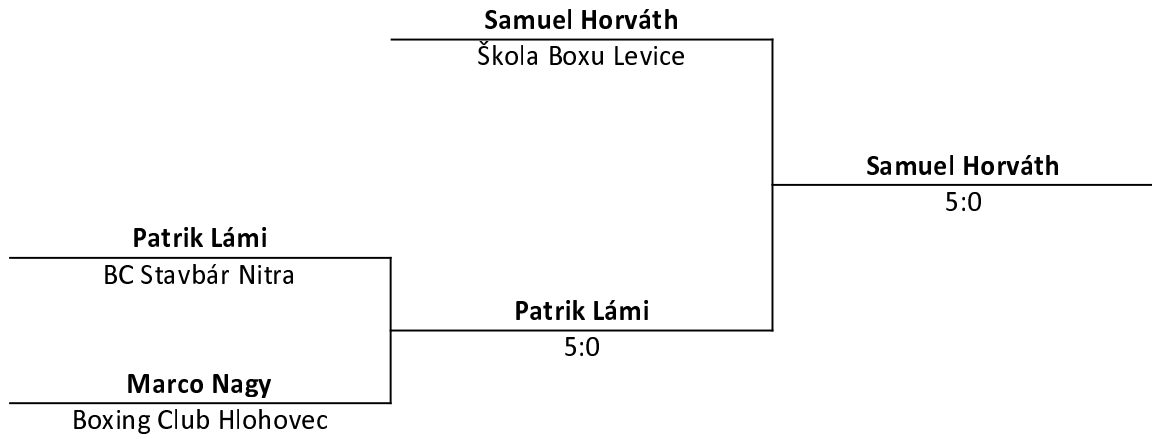 Samuel Horváth
Škola Boxu Levice
Samuel Horváth
5:0
Patrik Lámi
BC Stavbár Nitra
Patrik Lámi
5:0
Marco Nagy
Boxing Club Hlohovec